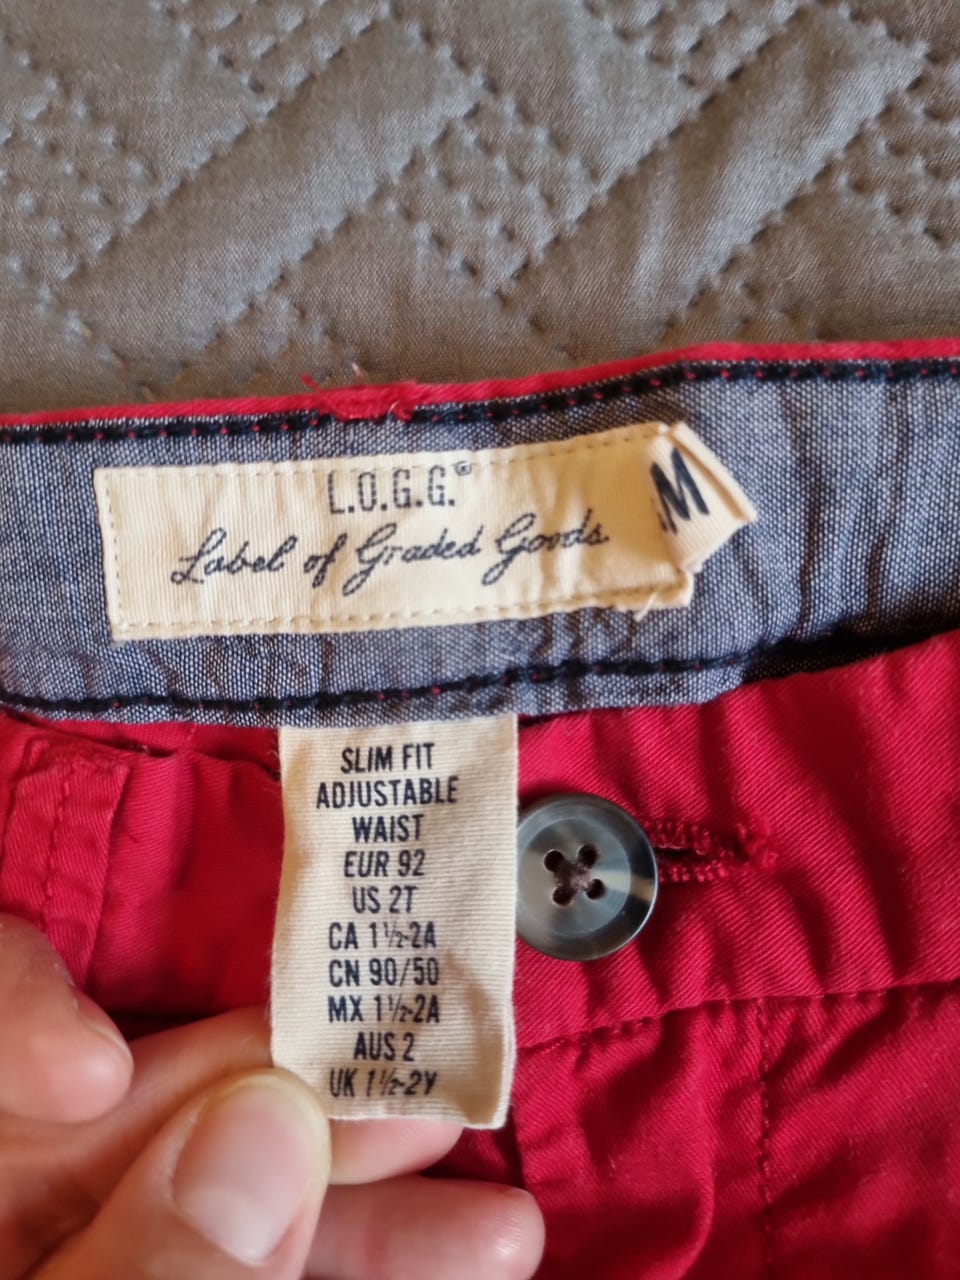 L.O.G.G.®
Label of Graded Goods
.M
SLIM FIT
ADJUSTABLE
WAIST
EUR 92
US 2T
CA 1½-2A
CN 90/50
MX 1½-2A
AUS 2
UK 1½-2Y